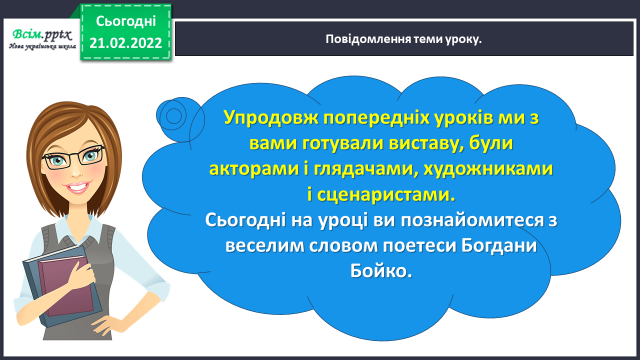 Всім.pptx
Нова українська школа
Сьогодні
21.02.2022
Повідомлення теми уроку.
Упродовж попередніх уроків ми з
вами готували виставу, були
акторами і глядачами, художниками
і сценаристами.
Сьогодні на уроці ви познайомитеся з
веселим словом поетеси Богдани
Бойко.